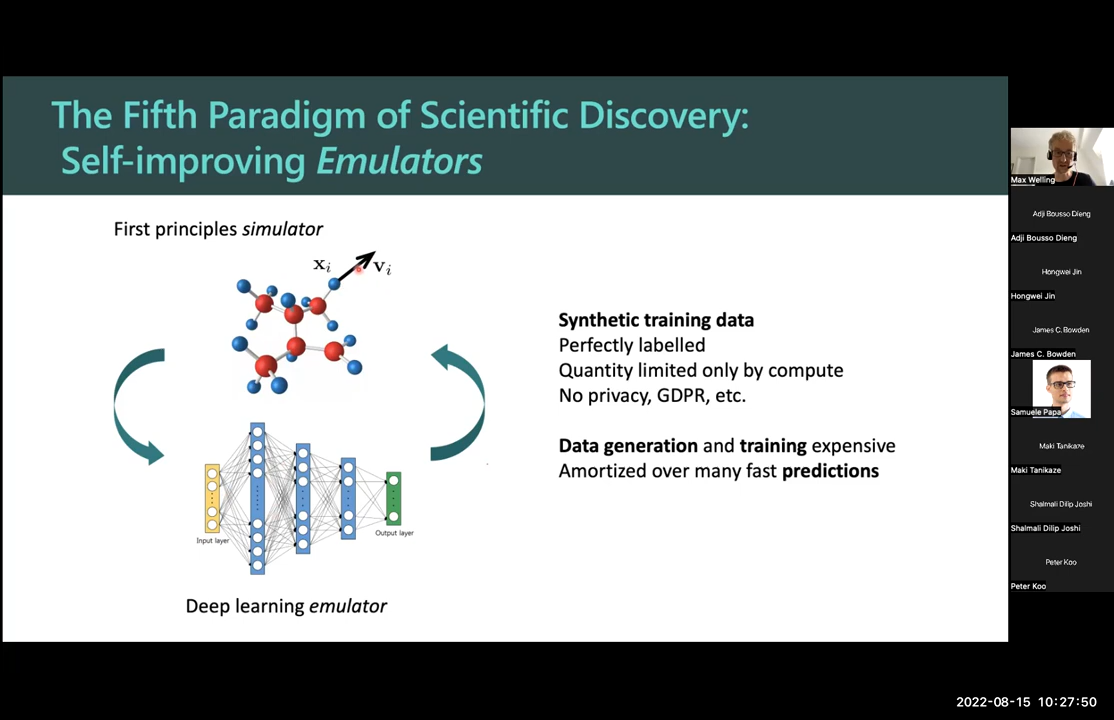 The Fifth Paradigm of Scientific Discovery:
Self-improving Emulators
First principles simulator
xᵢ
vᵢ
Synthetic training data
Perfectly labelled
Quantity limited only by compute
No privacy, GDPR, etc.
Data generation and training expensive
Amortized over many fast predictions
Input layer
Output layer
Deep learning emulator
Max Welling
Adji Bousso Dieng
Adji Bousso Dieng
Hongwei Jin
Hongwei Jin
James C. Bowden
James C. Bowden
Samuele Papa
Maki Tanikaze
Maki Tanikaze
Shalmali Dilip Joshi
Shalmali Dilip Joshi
Peter Koo
Peter Koo
2022-08-15 10:27:50